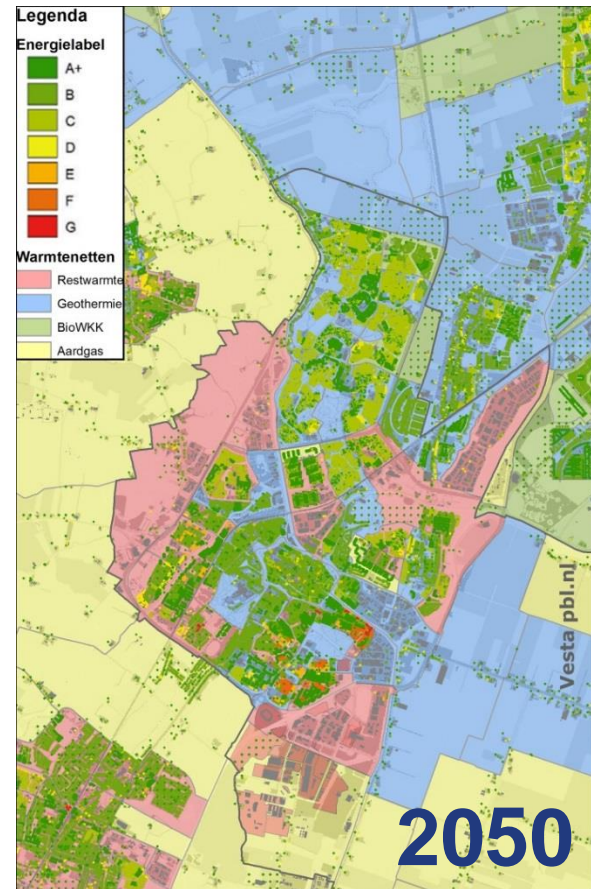 Legenda
Energielabel
A+
B
C
D
E
F
G
Warmtenetten
Restwarmte
Geothermie
BioWKK
Aardgas
Vesta pbl.nl
2050